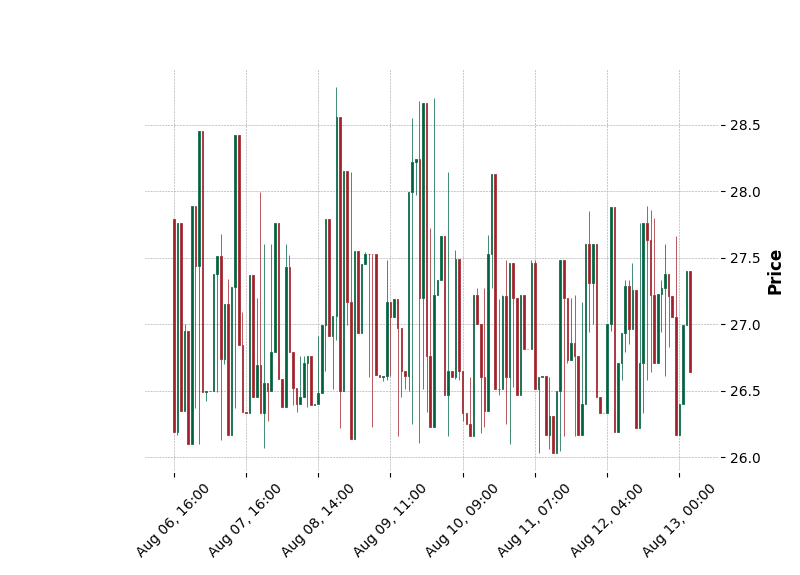 28.5
28.0
27.5
27.0
26.5
26.0
Price
Aug 06, 16:00
Aug 07, 16:00
Aug 08, 14:00
Aug 09, 11:00
Aug 10, 09:00
Aug 11, 07:00
Aug 12, 04:00
Aug 13, 00:00